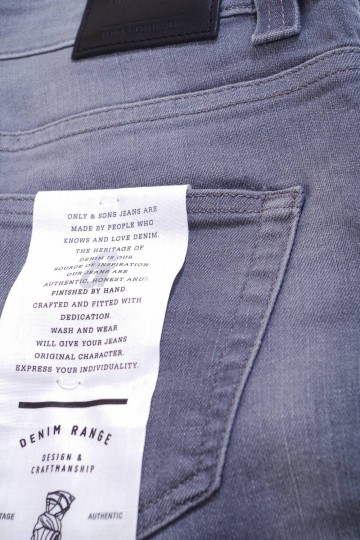 ONLY & SONS JEANS ARE
MADE BY PEOPLE WHO
KNOWS AND LOVE DENIM.
THE HERITAGE OF
DENIM IS OUR
SOURCE OF INSPIRATION.
OUR JEANS ARE
AUTHENTIC, HONEST AND
FINISHED BY HAND.
CRAFTED AND FITTED WITH
DEDICATION.
WASH AND WEAR
WILL GIVE YOUR JEANS
ORIGINAL CHARACTER.
EXPRESS YOUR INDIVIDUALITY.
DENIM RANGE
DESIGN &
CRAFTMANSHIP
AUTHENTIC